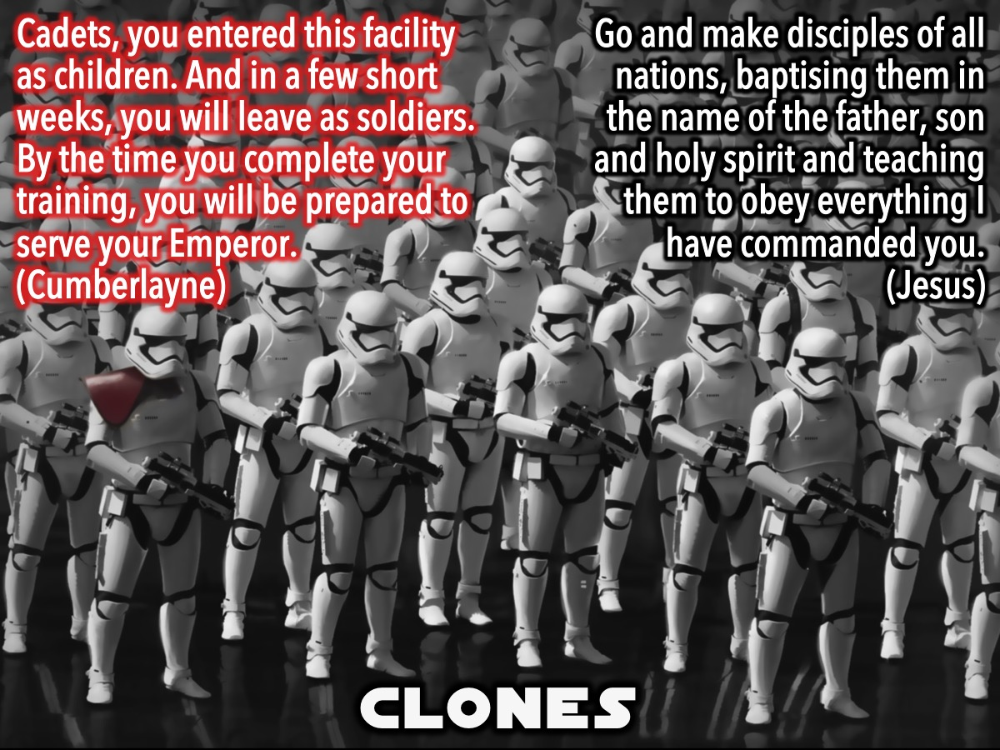 Cadets, you entered this facility
as children. And in a few short
weeks, you will leave as soldiers.
By the time you complete your
training, you will be prepared to
serve your Emperor.
(Cumberlayne)
Go and make disciples of all
nations, baptising them in
the name of the father, son
and holy spirit and teaching
them to obey everything I
have commanded you.
(Jesus)
CLONES